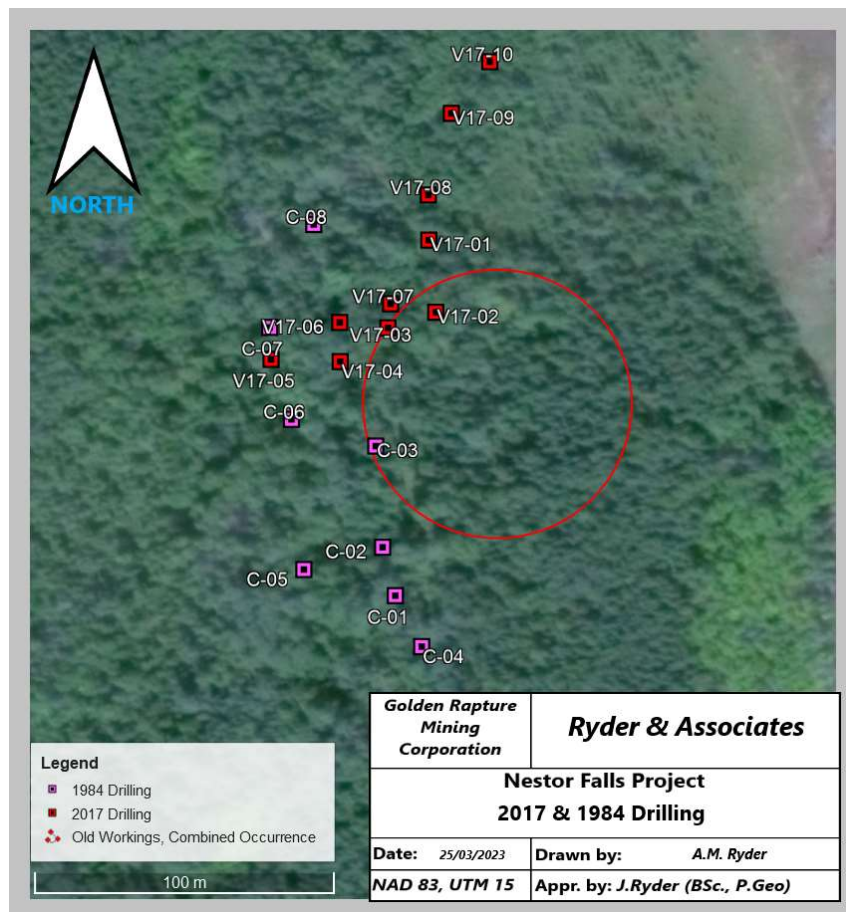 V17-10
V17-09
V17-08
C-08
NORTH
V17-01
V17-07
V17-02
V17-06
V17-03
C-07
V17-04
V17-05
C-06
C-03
C-02
C-05
C-01
C-04
Golden Rapture
Mining
Corporation
Ryder & Associates
Nestor Falls Project
2017 & 1984 Drilling
Date: 25/03/2023 Drawn by: A.M. Ryder
NAD 83, UTM 15 Appr. by: J.Ryder (BSc., P.Geo)
Legend
1984 Drilling
2017 Drilling
Old Workings, Combined Occurrence
100 m